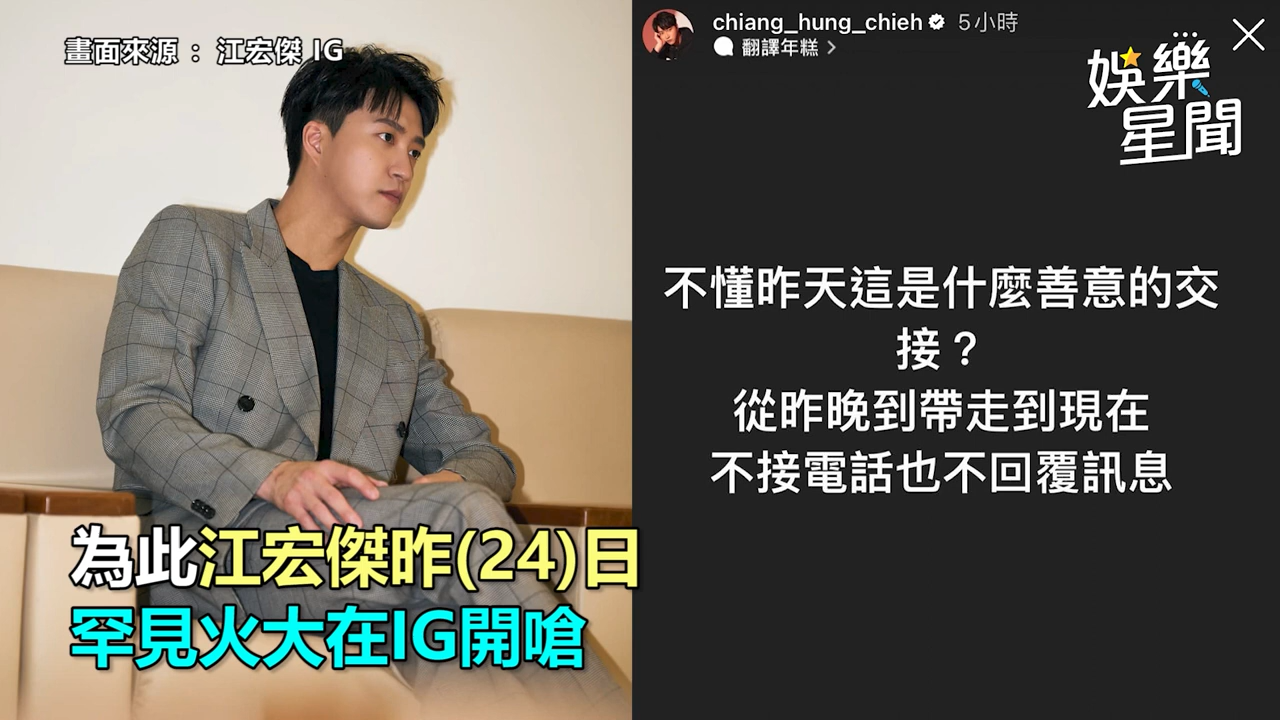 畫面來源： 江宏傑 IG
為此江宏傑昨(24)日
罕見火大在IG開嗆
chiang_hung_chieh 5小時
翻譯年糕 >
娛樂
星聞
不懂昨天這是什麼善意的交
接？
從昨晚到帶走到現在
不接電話也不回覆訊息